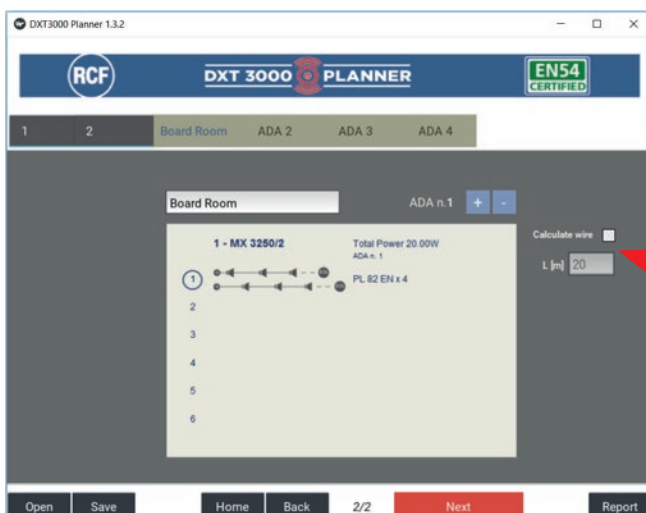 DXT3000 Planner 1.3.2
RCF
DXT 3000 PLANNER
EN54
CERTIFIED
1 2 Board Room ADA 2 ADA 3 ADA 4
Board Room ADA n.1 + -
Calculate wire
L [m] 20
1 - MX 3250/2 Total Power 20.00W
ADA n. 1
1 PL 82 EN x 4
2
3
4
5
6
Open Save Home Back 2/2 Next Report